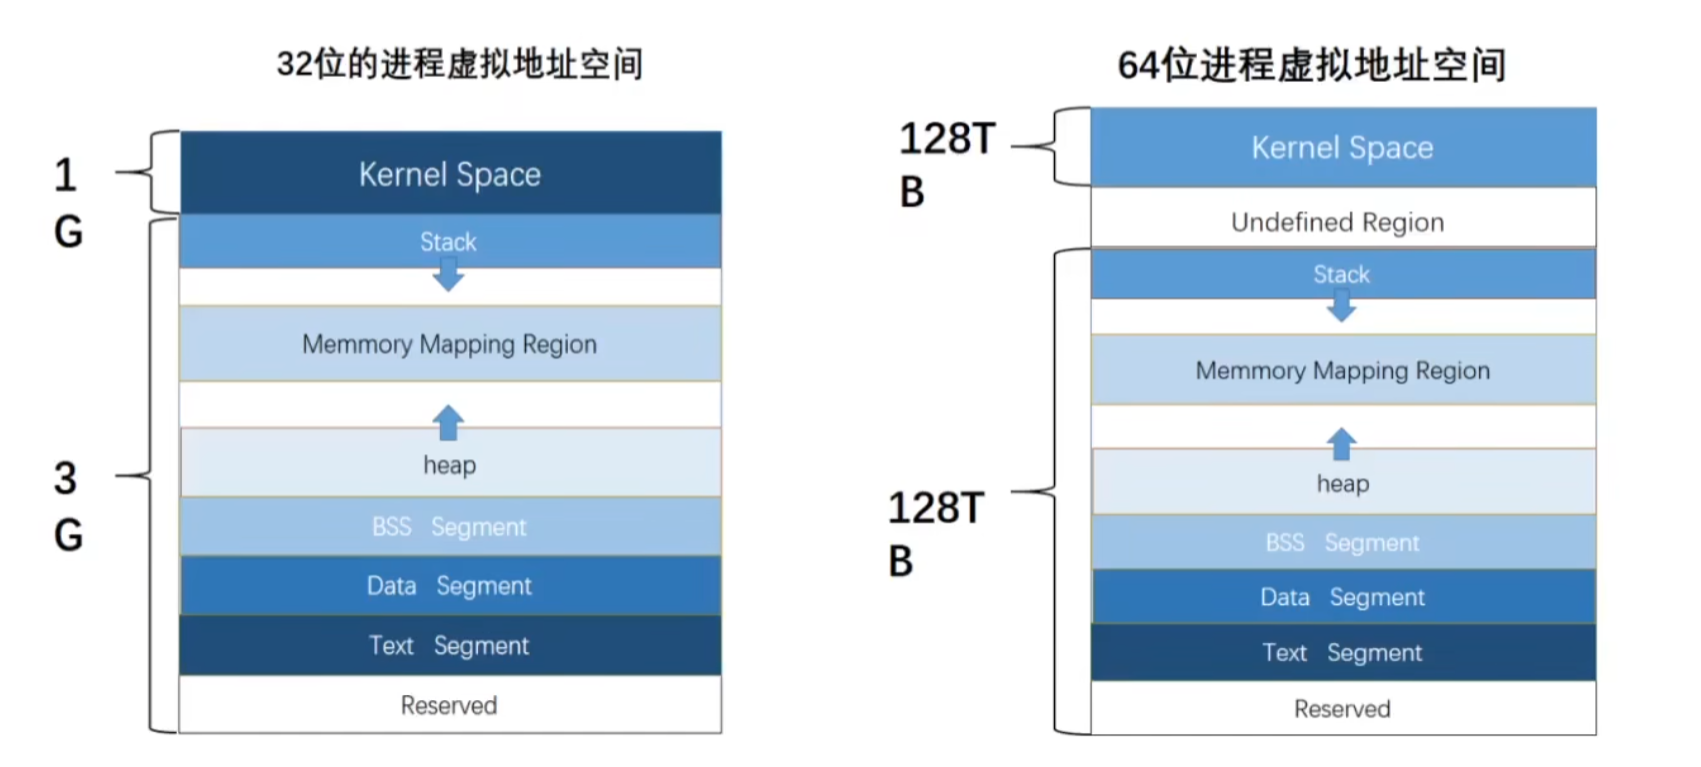 32位的进程虚拟地址空间
1
G
Kernel Space
Stack
Memmory Mapping Region
3
G
heap
BSS Segment
Data Segment
Text Segment
Reserved
64位进程虚拟地址空间
128T
B
Kernel Space
Undefined Region
Stack
Memmory Mapping Region
128T
B
heap
BSS Segment
Data Segment
Text Segment
Reserved